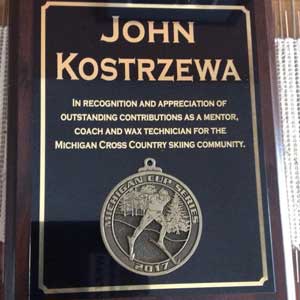 JOHN
KOSTRZEWA
IN RECOGNITION AND APPRECIATION OF
OUTSTANDING CONTRIBUTIONS AS A MENTOR,
COACH AND WAX TECHNICIAN FOR THE
MICHIGAN CROSS COUNTRY SKIING COMMUNITY.
MICHIGAN CUP SERIES
2017